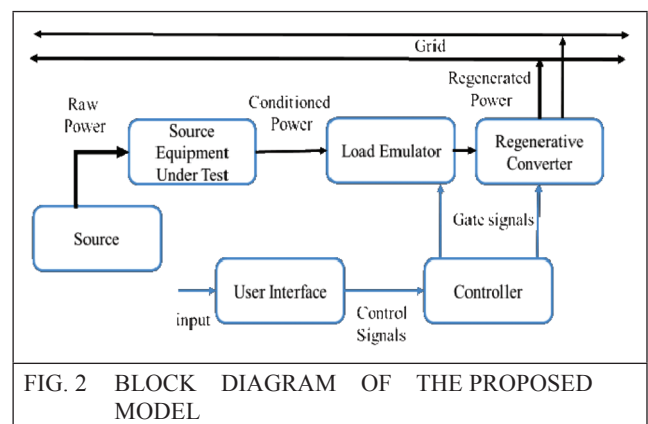 Grid
Regenerated
Power
Raw
Power
Conditioned
Power
Source
Equipment
Under Test
Load Emulator
Regenerative
Converter
Source
Gate signals
User Interface
Controller
input
Control
Signals
FIG. 2 BLOCK DIAGRAM OF THE PROPOSED
MODEL